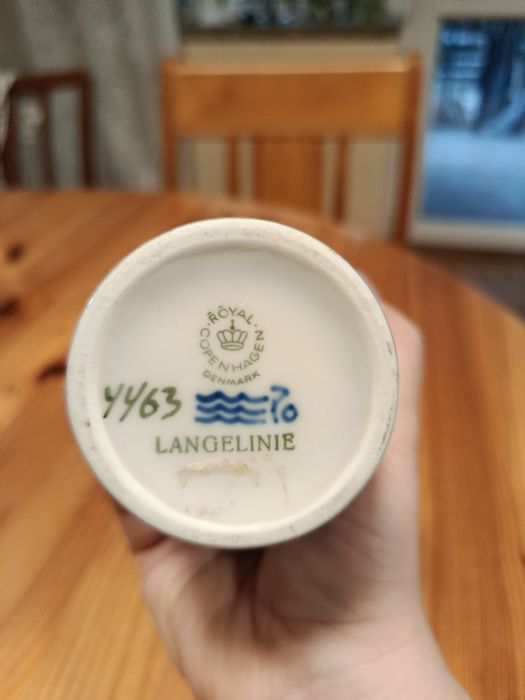 ROYAL
COPENHAGEN
DENMARK
4463
LANGELINIE